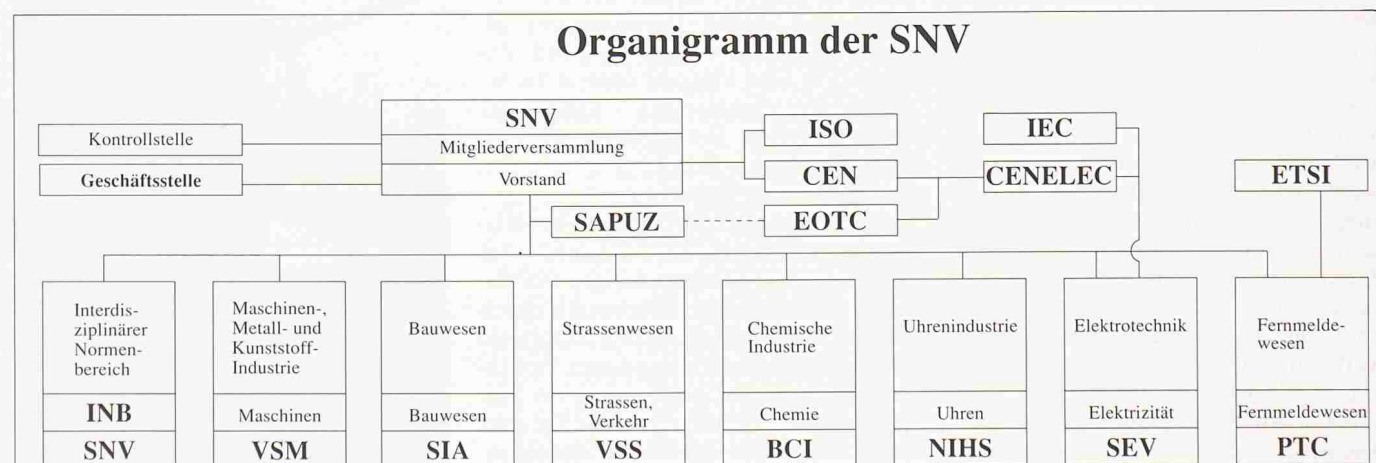 Organigramm der SNV
SNV
Kontrollstelle
Mitgliederversammlung
Geschäftsstelle
Vorstand
ISO
IEC
CEN
CENELEC
ETSI
SAPUZ
EOTC
Interdis-
ziplinärer
Normen-
bereich
INB
SNV
Maschinen-,
Metall- und
Kunststoff-
Industrie
Maschinen
VSM
Bauwesen
Bauwesen
SIA
Strassenwesen
Strassen,
Verkehr
VSS
Chemische
Industrie
Chemie
BCI
Uhrenindustrie
Uhren
NIHS
Elektrotechnik
Elektrizität
SEV
Fernmelde-
wesen
Fernmeldewesen
PTC